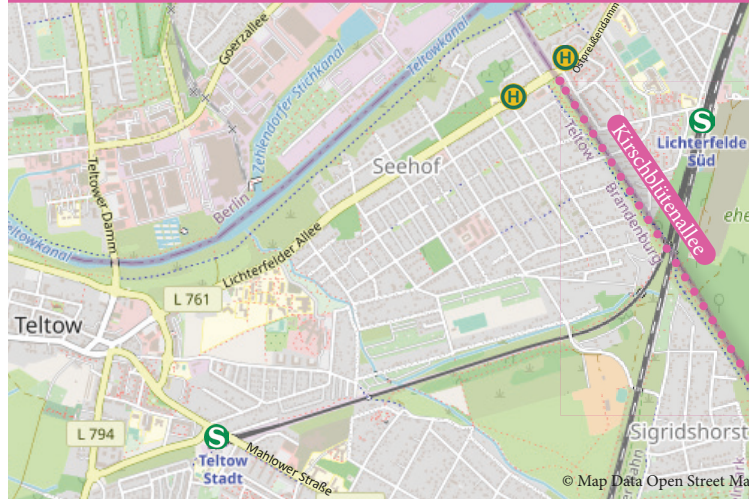 Goerzallee
Zehlendorfer Stichkanal
Teltowkanal
H
Ostpreußendamm
H
S
Lichterfelde
Süd
Kirschblütenallee
Teltow
Brandenburg
Seehof
Teltower Damm
Berlin
Teltowkanal
Lichterfelder Allee
L 761
Teltow
L 794
S
Teltow
Stadt
Mahlower Straße
Sigridshorst
© Map Data Open Street Ma